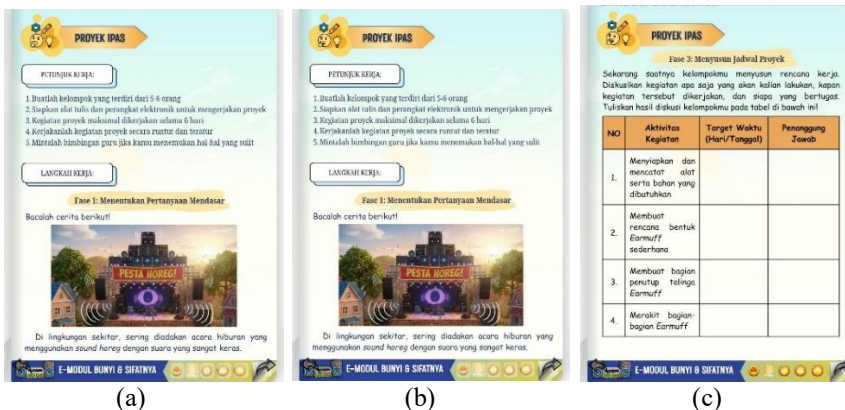 PROYEK IPAS
PETUNJUK KERJA:
1.Buatlah kelompok yang terdiri dari 5-6 orang
2.Siapkan alat tulis dan perangkat elektronik untuk mengerjakan proyek
3.Kegiatan proyek maksimal dikerjakan selama 6 hari
4.Kerjakanlah kegiatan proyek secara runtut dan teratur
5.Mintalah bimbingan guru jika kamu menemukan hal-hal yang sulit
LANGKAH KERJA:
Fase 1: Menentukan Pertanyaan Mendasar
Bacalah cerita berikut!
PESTA HOREG!
Di lingkungan sekitar, sering diadakan acara hiburan yang
menggunakan sound horeg dengan suara yang sangat keras.
E-MODUL BUNYI & SIFATNYA
(a)
PROYEK IPAS
PETUNJUK KERJA:
1.Buatlah kelompok yang terdiri dari 5-6 orang
2.Siapkan alat tulis dan perangkat elektronik untuk mengerjakan proyek
3.Kegiatan proyek maksimal dikerjakan selama 6 hari
4.Kerjakanlah kegiatan proyek secara runtut dan teratur
5.Mintalah bimbingan guru jika kamu menemukan hal-hal yang sulit
LANGKAH KERJA:
Fase 1: Menentukan Pertanyaan Mendasar
Bacalah cerita berikut!
PESTA HOREG!
Di lingkungan sekitar, sering diadakan acara hiburan yang
menggunakan sound horeg dengan suara yang sangat keras.
E-MODUL BUNYI & SIFATNYA
(b)
PROYEK IPAS
Fase 3: Menyusun Jadwal Proyek
Sekarang saatnya kelompokmu menyusun rencana kerja.
Diskusikan kegiatan apa saja yang akan kalian lakukan, kapan
kegiatan tersebut dikerjakan, dan siapa yang bertugas.
Tuliskan hasil diskusi kelompokmu pada tabel di bawah ini!
NO
Aktivitas
Kegiatan
Target Waktu
(Hari/Tanggal)
Penanggung
Jawab
1.
Menyiapkan dan
mencatat alat
serta bahan yang
dibutuhkan
2.
Membuat
rencana bentuk
Earmuff
sederhana
3.
Membuat bagian
penutup telinga
Earmuff
4.
Merakit bagian-
bagian Earmuff
E-MODUL BUNYI & SIFATNYA
(c)